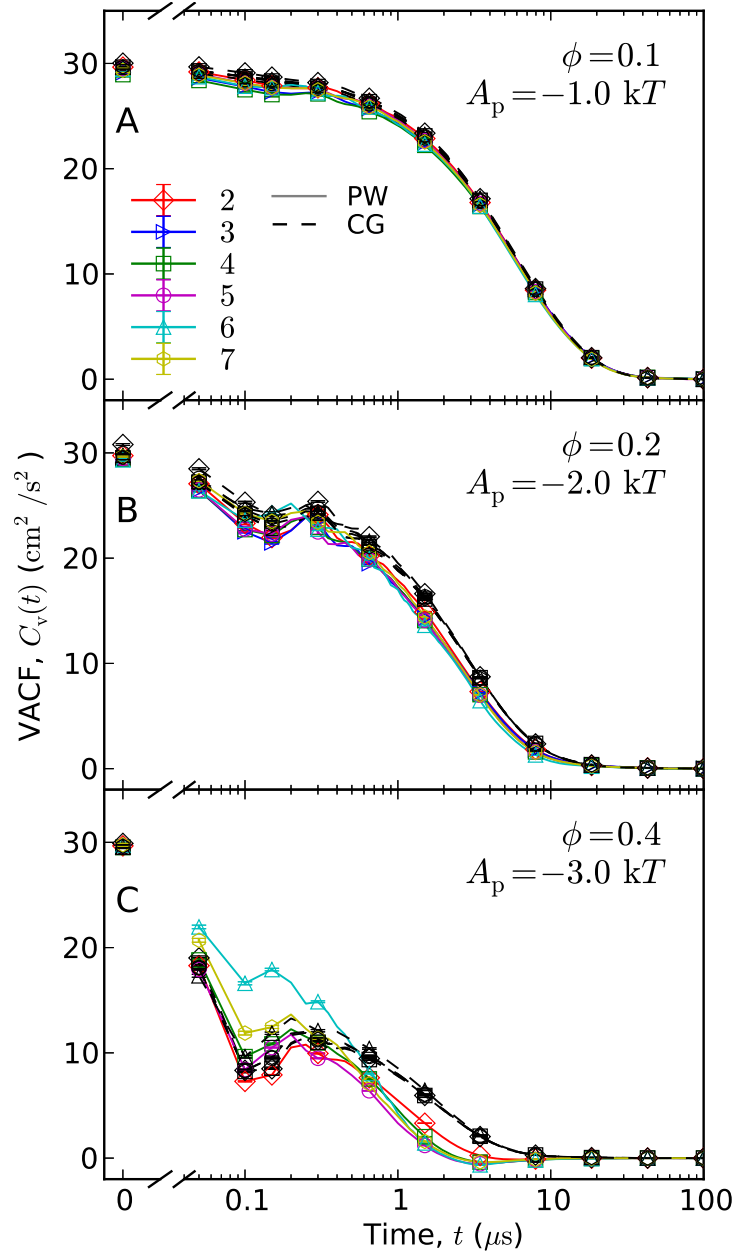 30
20
10
0
A
ϕ=0.1
A_p=−1.0 kT
2
3
4
5
6
7
PW
CG
30
20
10
0
B
ϕ=0.2
A_p=−2.0 kT
VACF, C_v(t) (cm² /s²)
30
20
10
0
C
ϕ=0.4
A_p=−3.0 kT
0 0.1 1 10 100
Time, t (μs)